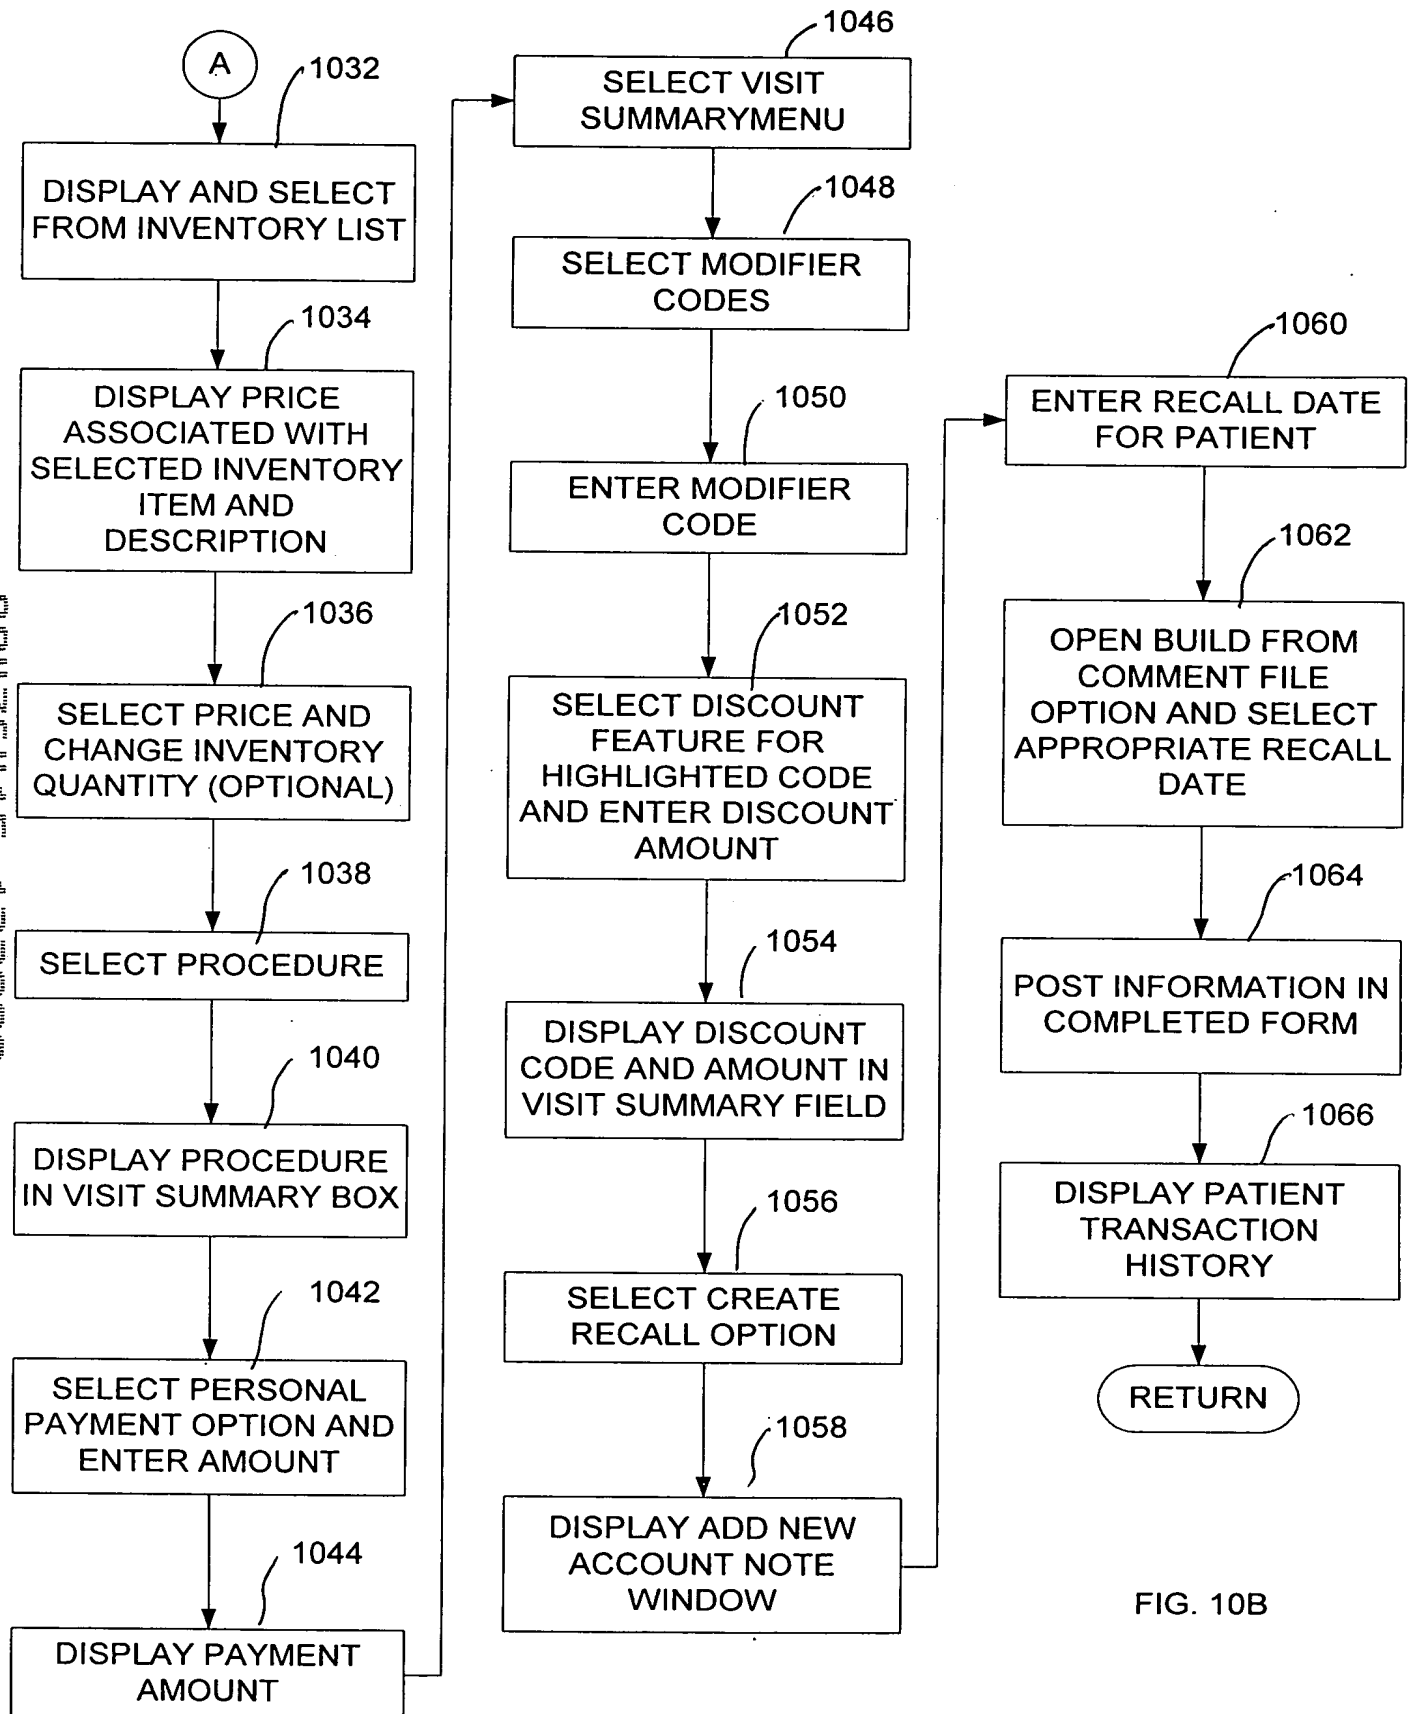 A
1032
DISPLAY AND SELECT
FROM INVENTORY LIST
1034
DISPLAY PRICE
ASSOCIATED WITH
SELECTED INVENTORY
ITEM AND
DESCRIPTION
1036
SELECT PRICE AND
CHANGE INVENTORY
QUANTITY (OPTIONAL)
1038
SELECT PROCEDURE
1040
DISPLAY PROCEDURE
IN VISIT SUMMARY BOX
1042
SELECT PERSONAL
PAYMENT OPTION AND
ENTER AMOUNT
1044
DISPLAY PAYMENT
AMOUNT
1046
SELECT VISIT
SUMMARYMENU
1048
SELECT MODIFIER
CODES
1050
ENTER MODIFIER
CODE
1052
SELECT DISCOUNT
FEATURE FOR
HIGHLIGHTED CODE
AND ENTER DISCOUNT
AMOUNT
1054
DISPLAY DISCOUNT
CODE AND AMOUNT IN
VISIT SUMMARY FIELD
1056
SELECT CREATE
RECALL OPTION
1058
DISPLAY ADD NEW
ACCOUNT NOTE
WINDOW
1060
ENTER RECALL DATE
FOR PATIENT
1062
OPEN BUILD FROM
COMMENT FILE
OPTION AND SELECT
APPROPRIATE RECALL
DATE
1064
POST INFORMATION IN
COMPLETED FORM
1066
DISPLAY PATIENT
TRANSACTION
HISTORY
RETURN
FIG. 10B